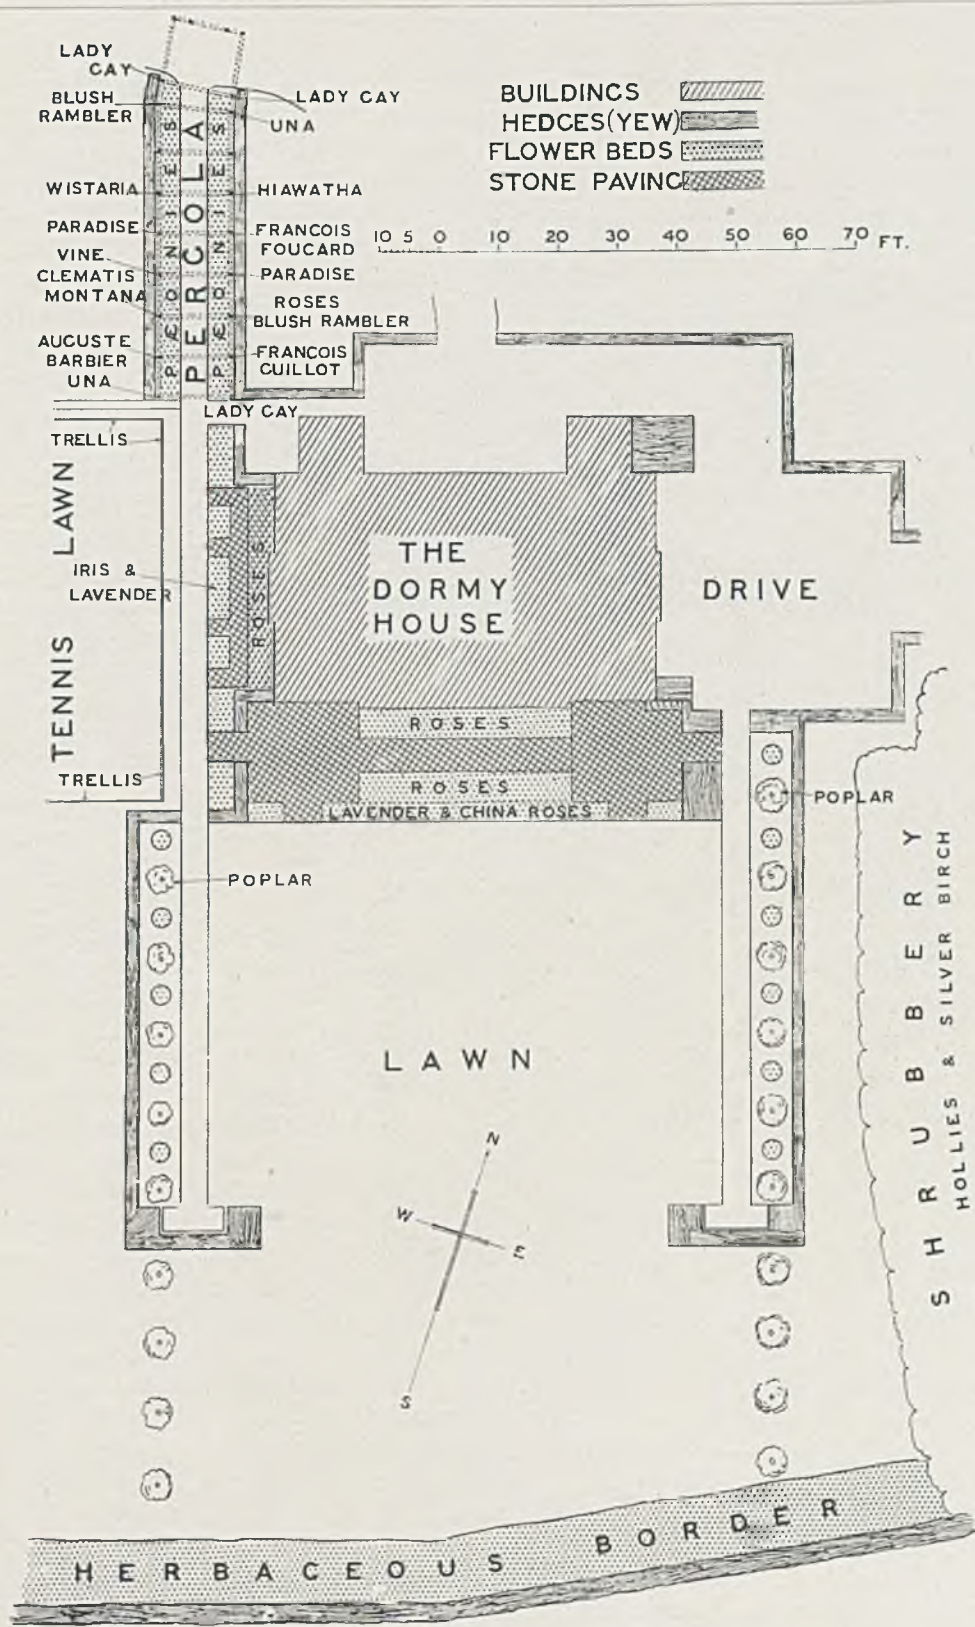 LADY
GAY
BLUSH
RAMBLER
WISTARIA
PARADISE
VINE
CLEMATIS
MONTANA
AUGUSTE
BARBIER
UNA
PÆONIES
PERGOLA
PÆONIES
LADY GAY
UNA
HIAWATHA
FRANCOIS
FOUCARD
PARADISE
ROSES
BLUSH RAMBLER
FRANCOIS
GUILLOT
LADY GAY
BUILDINGS
HEDGES (YEW)
FLOWER BEDS
STONE PAVING
10 5 0 10 20 30 40 50 60 70 FT.
TRELLIS
TENNIS LAWN
IRIS &
LAVENDER
TRELLIS
ROSES
THE
DORMY
HOUSE
DRIVE
ROSES
ROSES
LAVENDER & CHINA ROSES
POPLAR
POPLAR
LAWN
N
W
E
S
SHRUBBERY
HOLLIES & SILVER BIRCH
HERBACEOUS BORDER